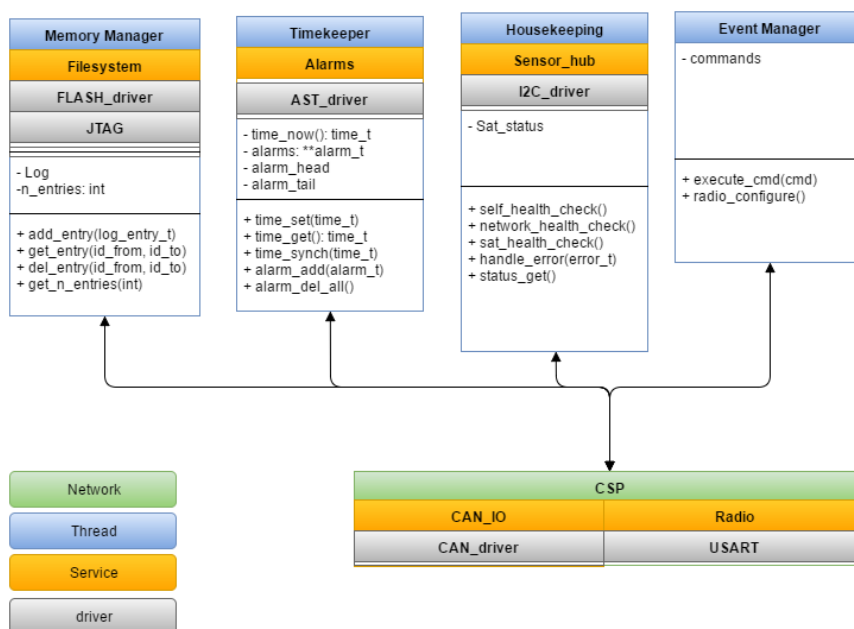 Memory Manager
Filesystem
FLASH_driver
JTAG
- Log
-n_entries: int
+ add_entry(log_entry_t)
+ get_entry(id_from, id_to)
+ del_entry(id_from, id_to)
+ get_n_entries(int)
Timekeeper
Alarms
AST_driver
- time_now(): time_t
- alarms: **alarm_t
- alarm_head
- alarm_tail
+ time_set(time_t)
+ time_get(): time_t
+ time_synch(time_t)
+ alarm_add(alarm_t)
+ alarm_del_all()
Housekeeping
Sensor_hub
I2C_driver
- Sat_status
+ self_health_check()
+ network_health_check()
+ sat_health_check()
+ handle_error(error_t)
+ status_get()
Event Manager
- commands
+ execute_cmd(cmd)
+ radio_configure()
Network
Thread
Service
driver
CSP
CAN_IO
Radio
CAN_driver
USART